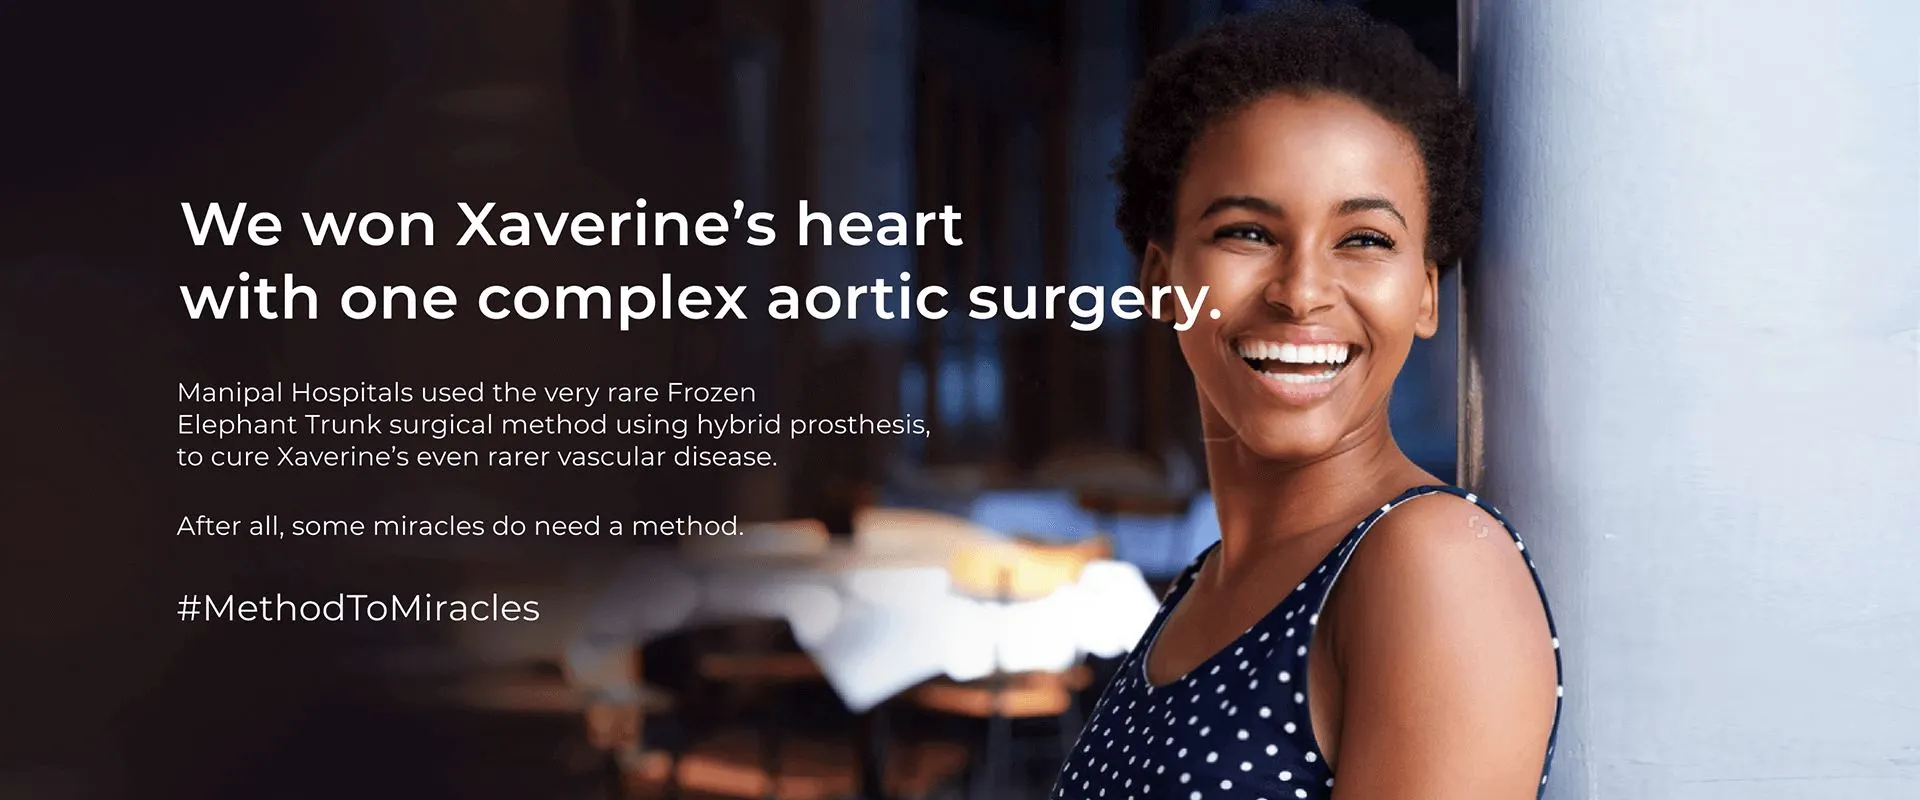 We won Xaverine’s heart
with one complex aortic surgery.
Manipal Hospitals used the very rare Frozen
Elephant Trunk surgical method using hybrid prosthesis,
to cure Xaverine’s even rarer vascular disease.
After all, some miracles do need a method.
#MethodToMiracles